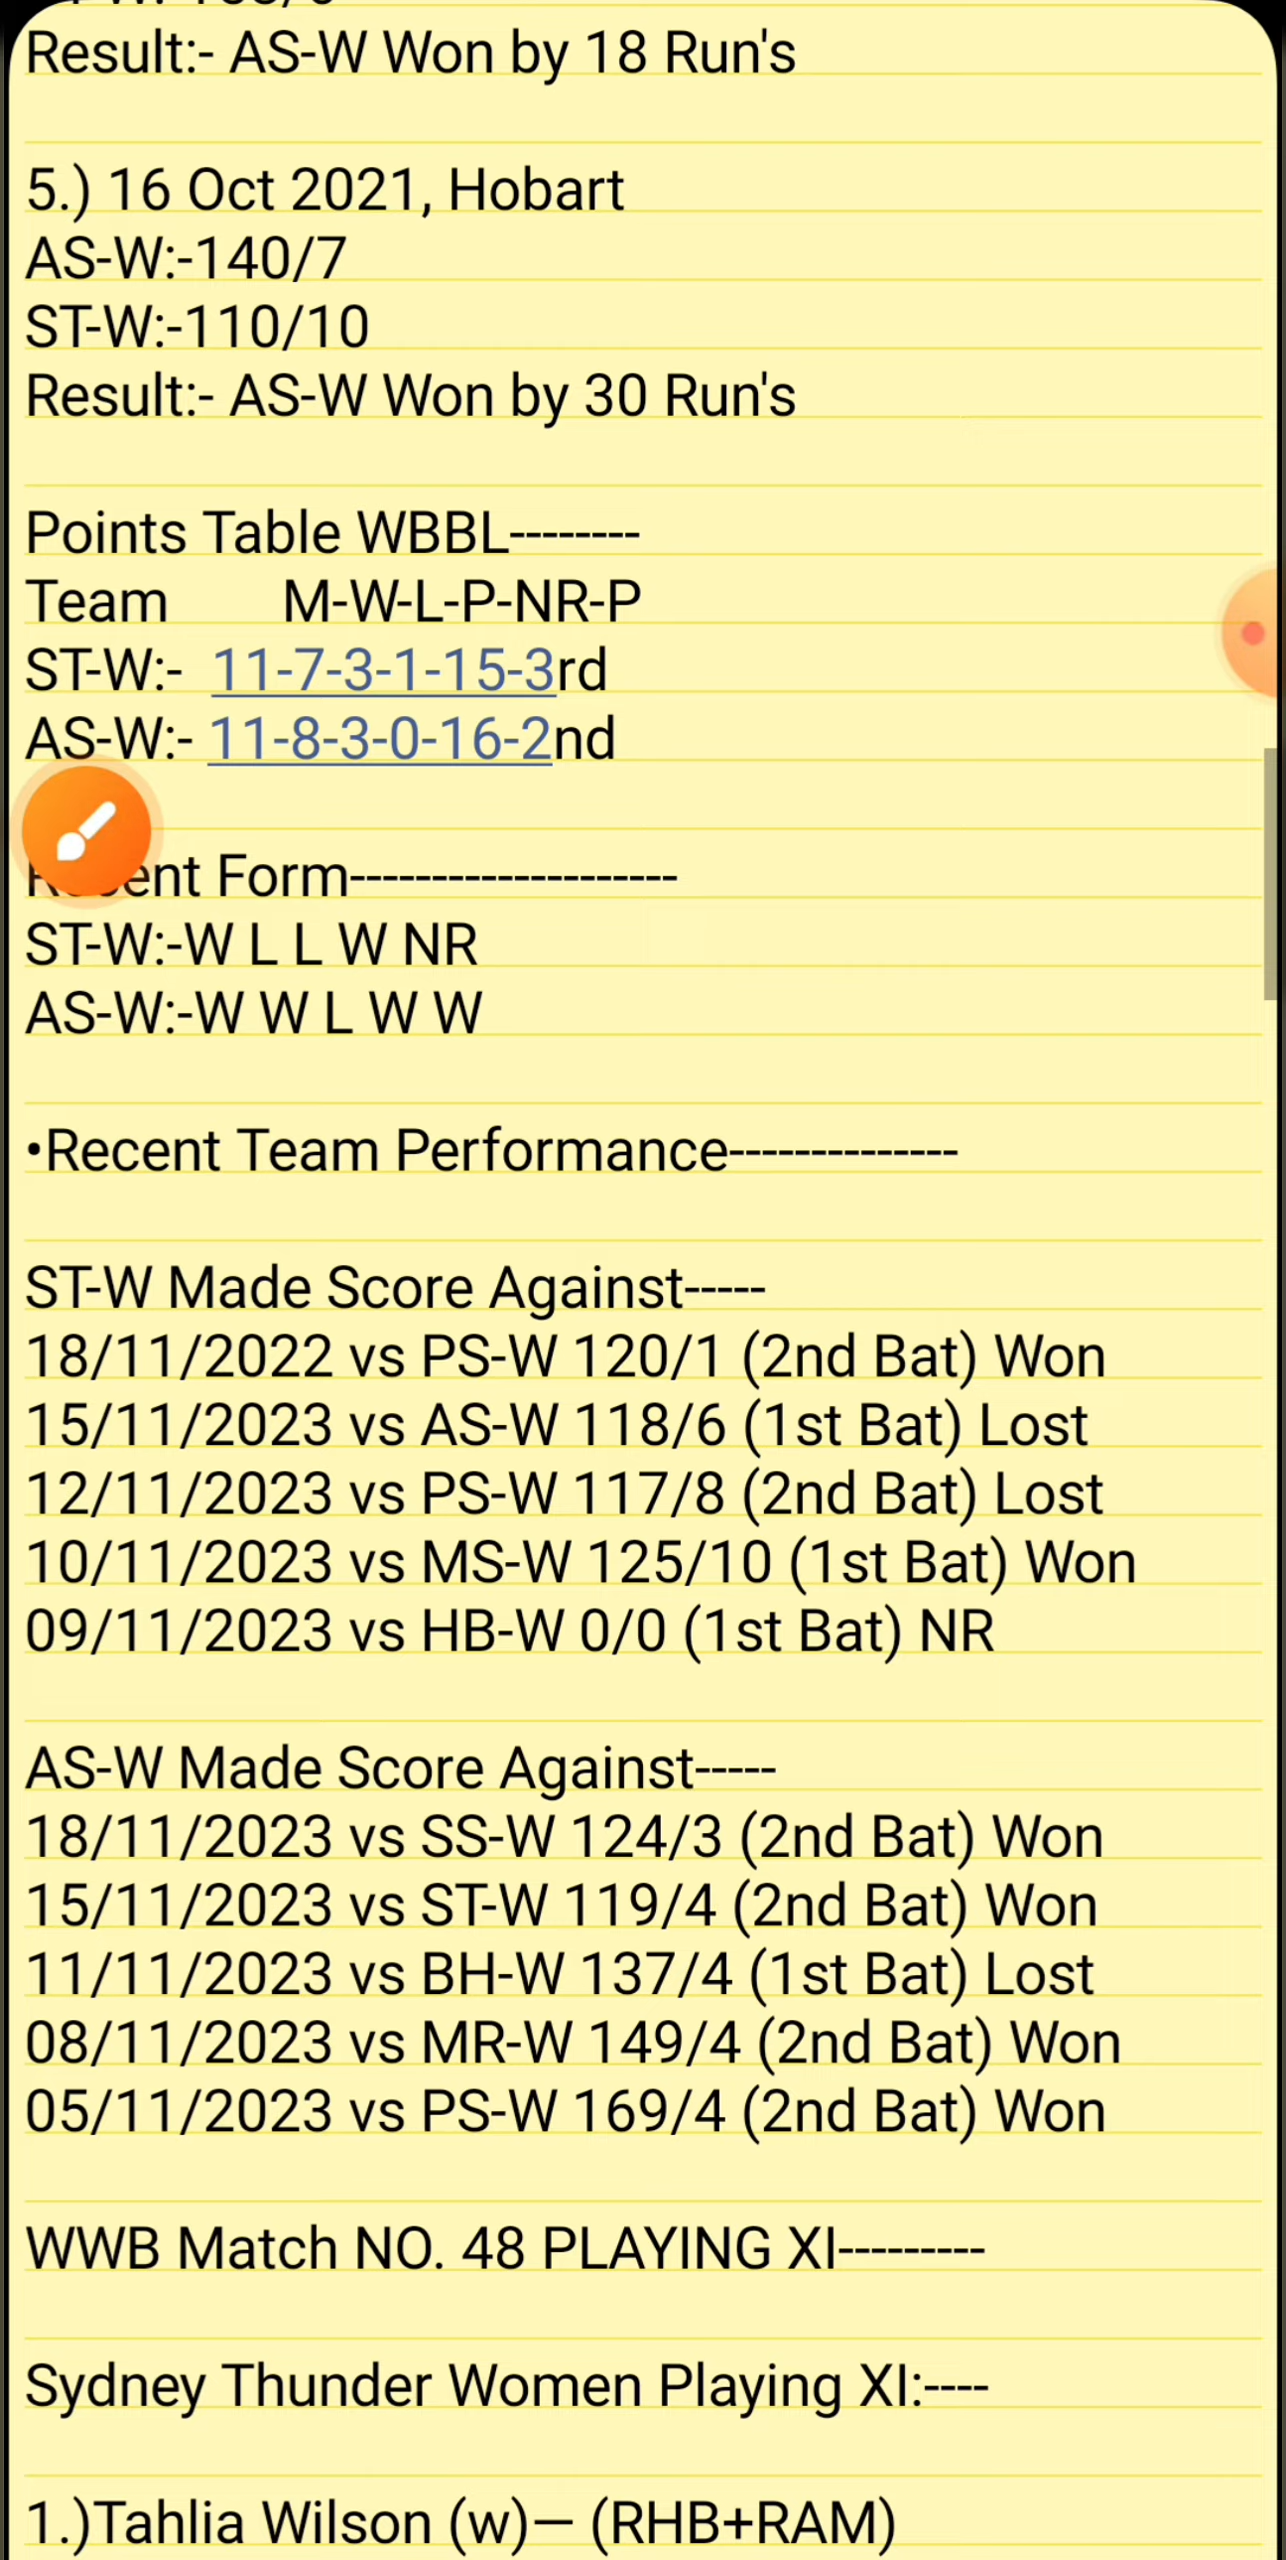 Result:- AS-W Won by 18 Run's
5.) 16 Oct 2021, Hobart
AS-W:-140/7
ST-W:-110/10
Result:- AS-W Won by 30 Run's
Points Table WBBL--------
Team M-W-L-P-NR-P
ST-W:- 11-7-3-1-15-3rd
AS-W:- 11-8-3-0-16-2nd
Form--------------------
ST-W:-W L L W NR
AS-W:-W W L W W
•Recent Team Performance--------------
ST-W Made Score Against-----
18/11/2022 vs PS-W 120/1 (2nd Bat) Won
15/11/2023 vs AS-W 118/6 (1st Bat) Lost
12/11/2023 vs PS-W 117/8 (2nd Bat) Lost
10/11/2023 vs MS-W 125/10 (1st Bat) Won
09/11/2023 vs HB-W 0/0 (1st Bat) NR
AS-W Made Score Against-----
18/11/2023 vs SS-W 124/3 (2nd Bat) Won
15/11/2023 vs ST-W 119/4 (2nd Bat) Won
11/11/2023 vs BH-W 137/4 (1st Bat) Lost
08/11/2023 vs MR-W 149/4 (2nd Bat) Won
05/11/2023 vs PS-W 169/4 (2nd Bat) Won
WWB Match NO. 48 PLAYING XI---------
Sydney Thunder Women Playing XI:----
1.)Tahlia Wilson (w)— (RHB+RAM)